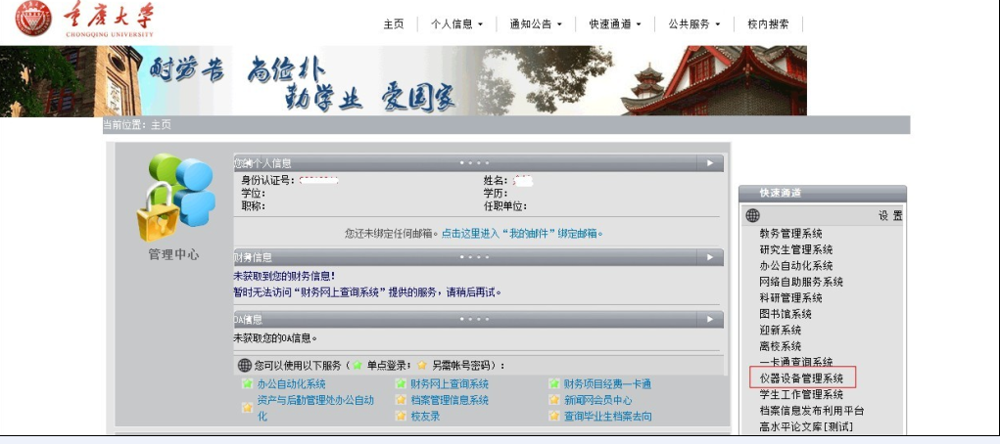 重庆大学
CHONGQING UNIVERSITY
主页 个人信息 通知公告 快速通道 公共服务 校内搜索
耐劳苦 尚俭朴
勤学业 爱国家
当前位置：主页
您的个人信息
身份认证号： 姓名：
学位： 学历：
职称： 任职单位：
您还未绑定任何邮箱。点击这里进入“我的邮件”绑定邮箱。
管理中心
财务信息
未获取到您的财务信息！
暂时无法访问“财务网上查询系统”提供的服务，请稍后再试。
OA信息
未获取您的OA信息。
您可以使用以下服务（ 单点登录； 另需帐号密码）：
办公自动化系统 财务网上查询系统 财务项目经费一卡通
资产与后勤管理处办公自动化 档案管理信息系统 新闻网会员中心
校友录 查询毕业生档案去向
快速通道
设置
教务管理系统
研究生管理系统
办公自动化系统
网络自助服务系统
科研管理系统
图书馆系统
迎新系统
离校系统
一卡通查询系统
仪器设备管理系统
学生工作管理系统
档案信息发布利用平台
高水平论文库[测试]